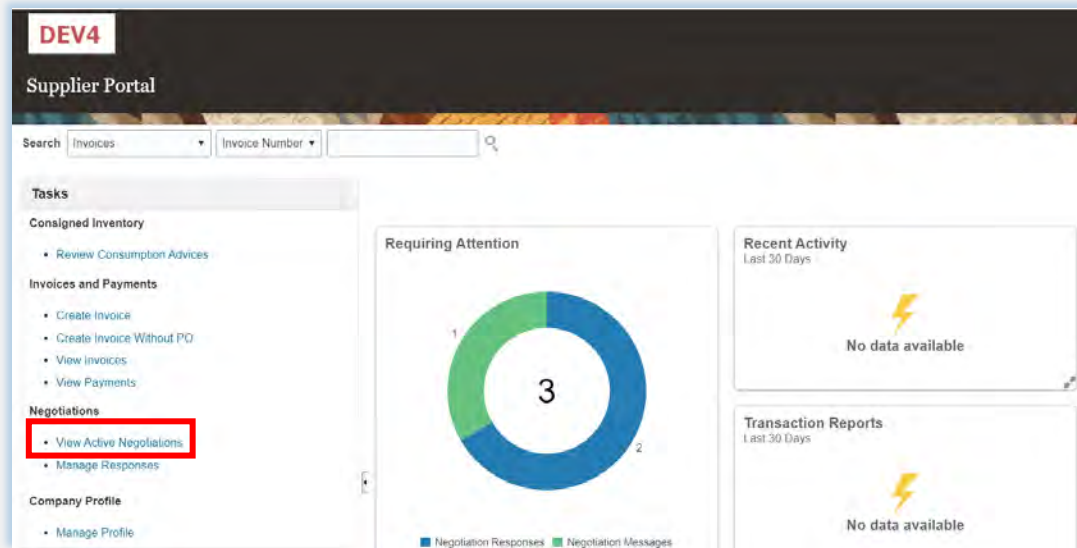 DEV4
Supplier Portal
Search Invoices Invoice Number
Tasks
Consigned Inventory
Review Consumption Advices
Invoices and Payments
Create Invoice
Create Invoice Without PO
View Invoices
View Payments
Negotiations
View Active Negotiations
Manage Responses
Company Profile
Manage Profile
Requiring Attention
1
3
2
Negotiation Responses Negotiation Messages
Recent Activity
Last 30 Days
No data available
Transaction Reports
Last 30 Days
No data available